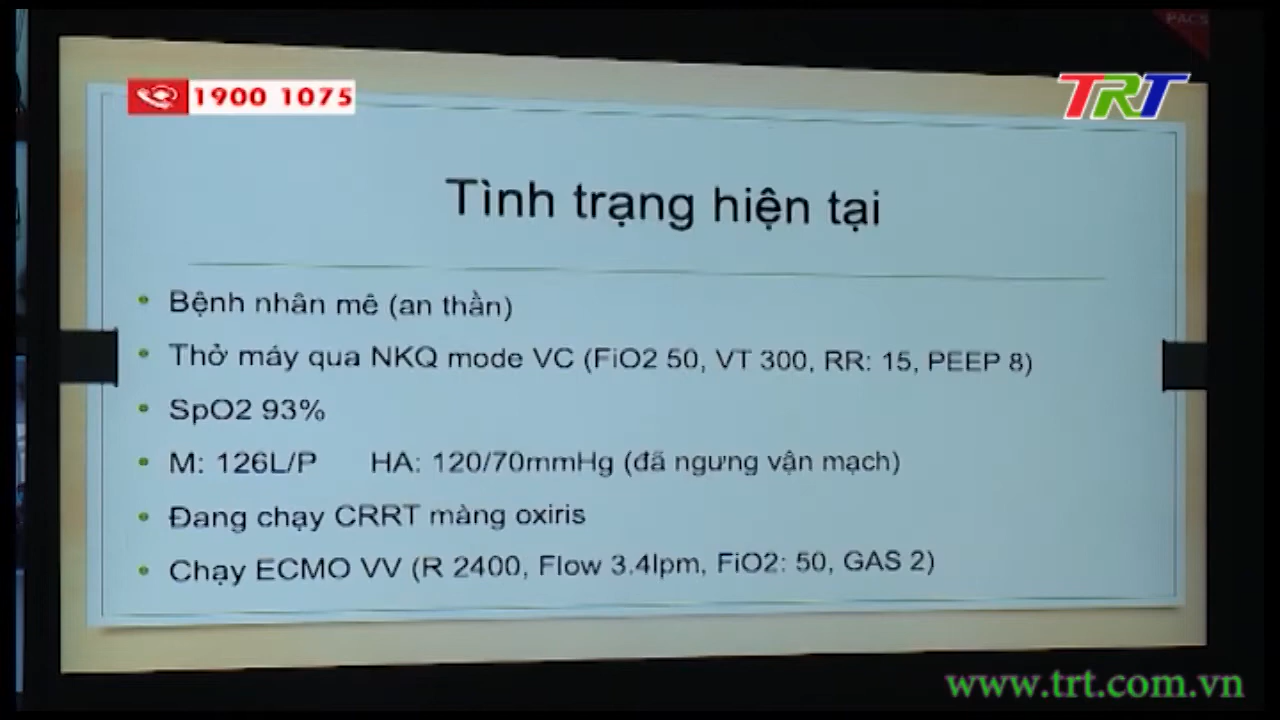 PACS
1900 1075
TRT
Tình trạng hiện tại
• Bệnh nhân mê (an thần)
• Thở máy qua NKQ mode VC (FiO2 50, VT 300, RR: 15, PEEP 8)
• SpO2 93%
• M: 126L/P HA: 120/70mmHg (đã ngưng vận mạch)
• Đang chạy CRRT màng oxiris
• Chạy ECMO VV (R 2400, Flow 3.4lpm, FiO2: 50, GAS 2)
www.trt.com.vn